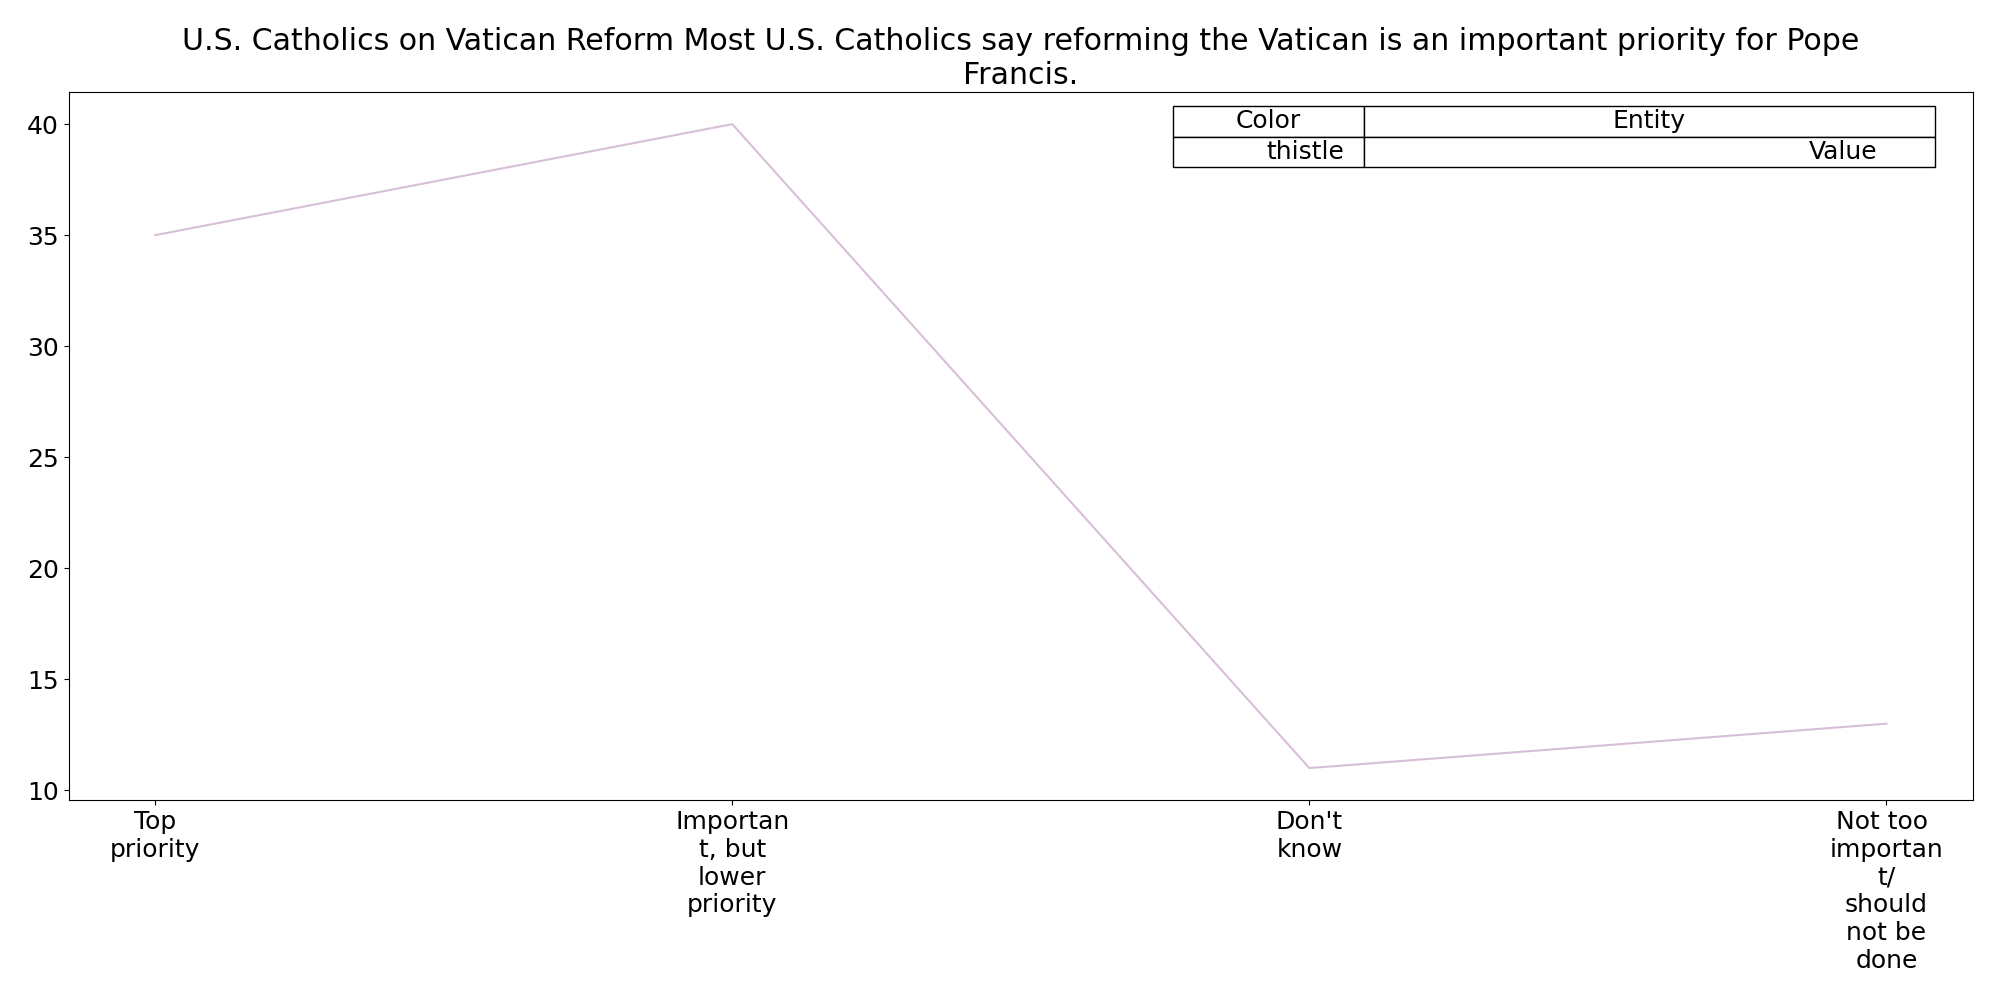 U.S. Catholics on Vatican Reform Most U.S. Catholics say reforming the Vatican is an important priority for Pope
Francis.
Color Entity
thistle Value
40
35
30
25
20
15
10
Top
priority
Importan
t, but
lower
priority
Don't
know
Not too
importan
t/
should
not be
done